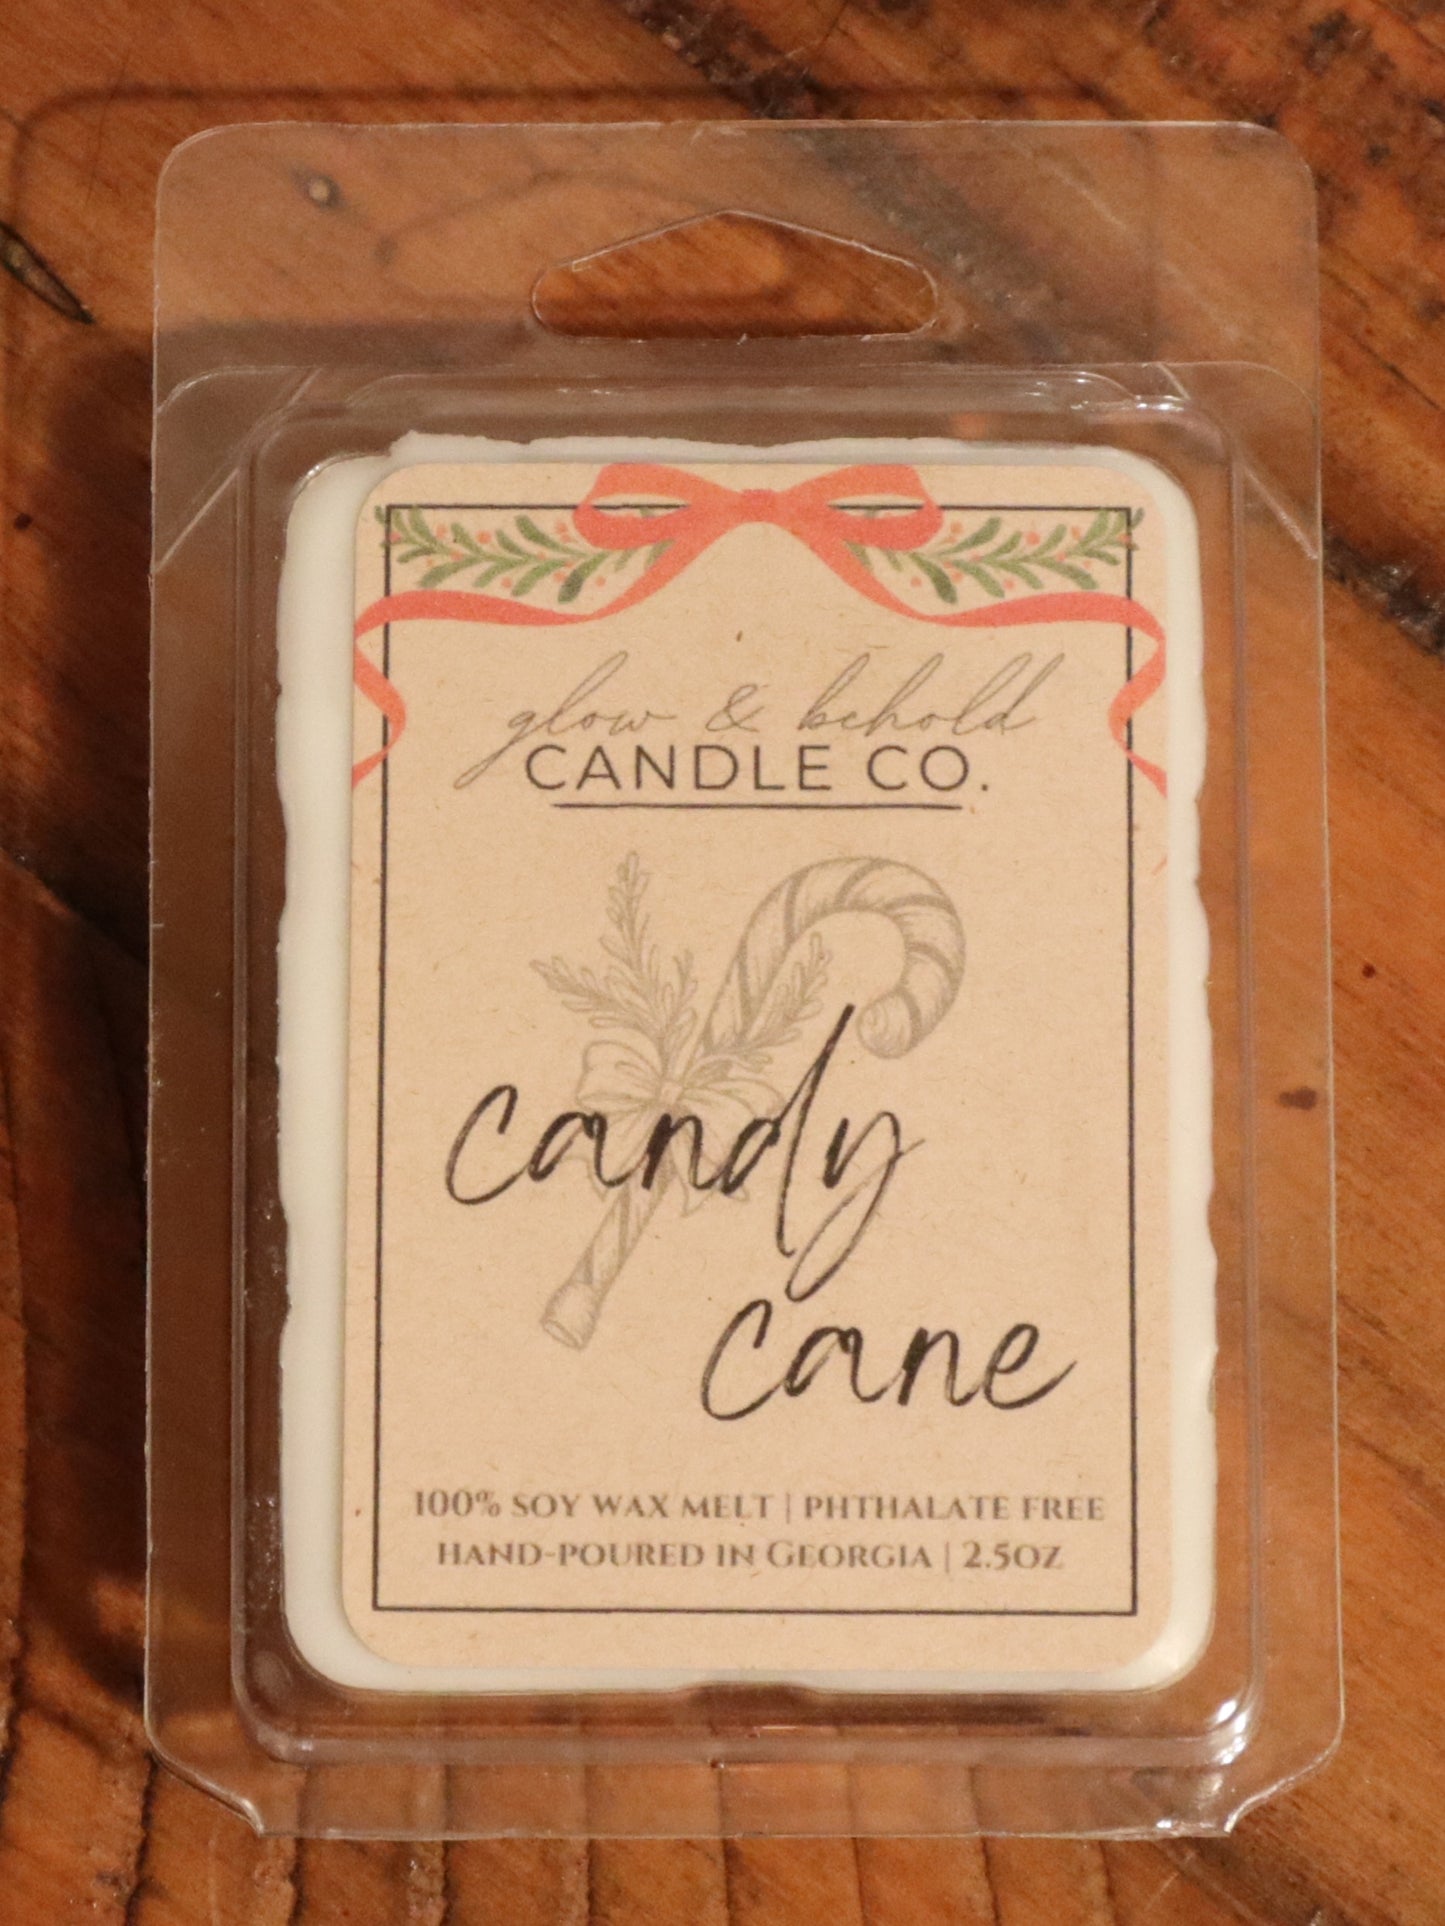 glow & behold
CANDLE CO.
candy
cane
100% SOY WAX MELT | PHTHALATE FREE
HAND-POURED IN GEORGIA | 2.5OZ